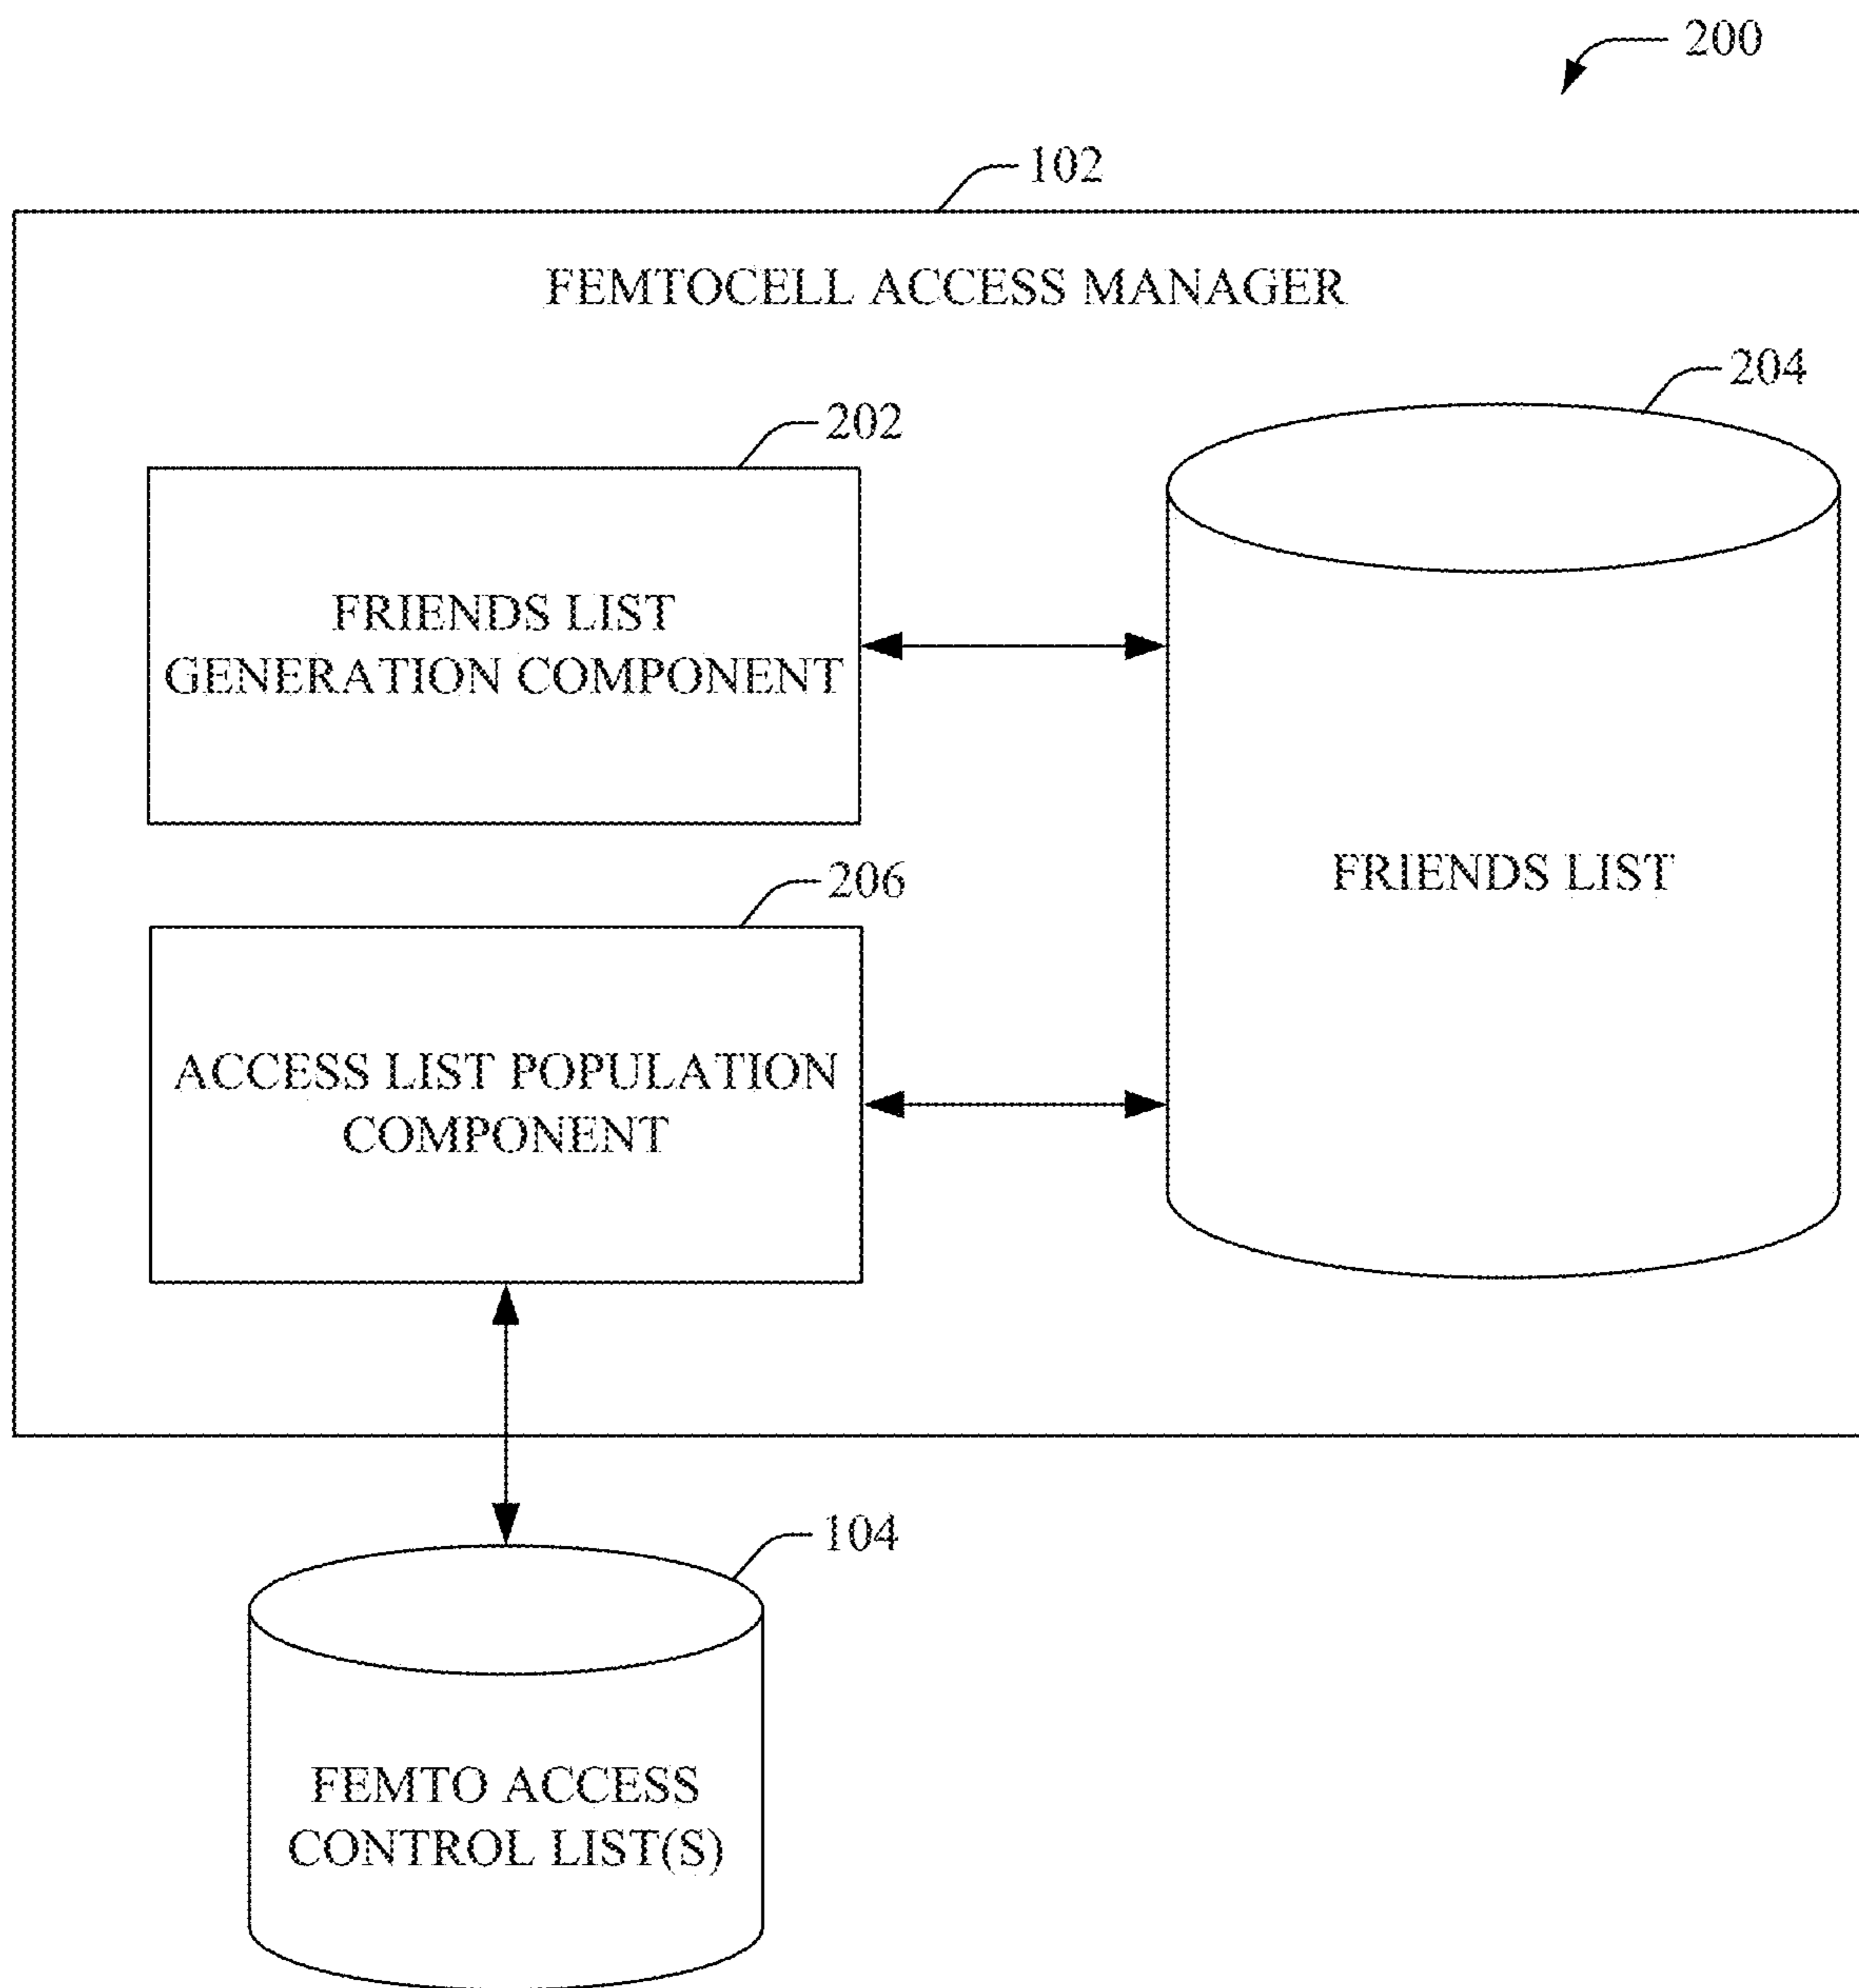 200
102
FEMTOCELL ACCESS MANAGER
204
202
FRIENDS LIST
GENERATION COMPONENT
FRIENDS LIST
206
ACCESS LIST POPULATION
COMPONENT
104
FEMTO ACCESS
CONTROL LIST(S)